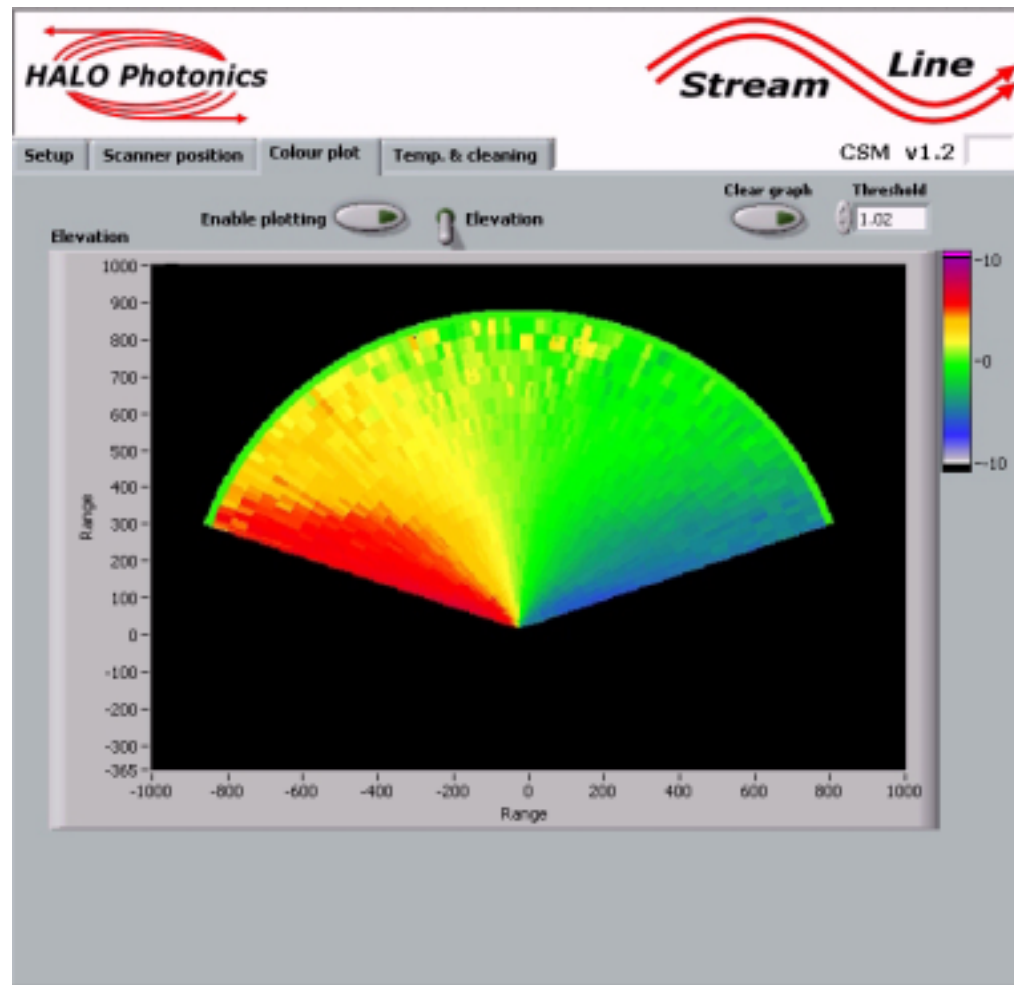 HALO Photonics
Stream Line
Setup Scanner position Colour plot Temp. & cleaning CSM v1.2
Clear graph Threshold
Enable plotting Elevation 1.02
Elevation
1000
900
800
700
600
500
400
300
200
100
0
-100
-200
-300
-365
Range
-1000 -800 -600 -400 -200 0 200 400 600 800 1000
Range
-10
-0
--10